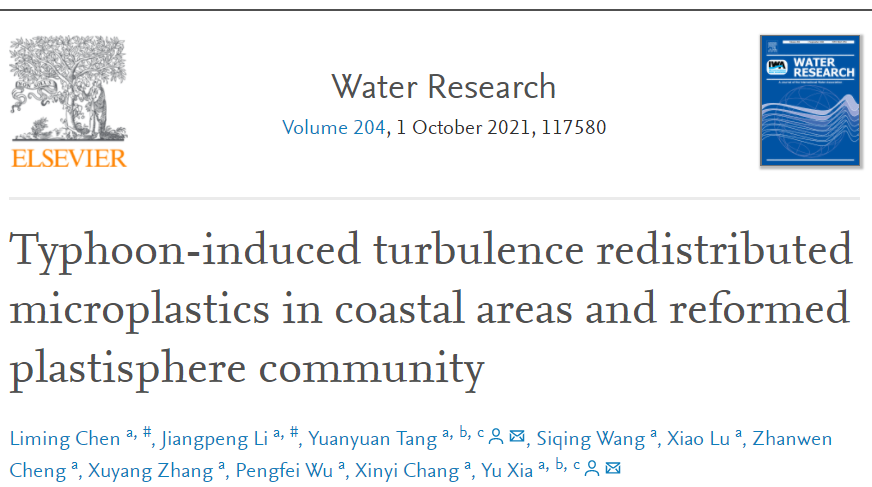 ELSEVIER
Water Research
Volume 204, 1 October 2021, 117580
IWA
WATER
RESEARCH
Typhoon-induced turbulence redistributed
microplastics in coastal areas and reformed
plastisphere community
Liming Chen a, #, Jiangpeng Li a, #, Yuanyuan Tang a, b, c, Siqing Wang a, Xiao Lu a, Zhanwen
Cheng a, Xuyang Zhang a, Pengfei Wu a, Xinyi Chang a, Yu Xia a, b, c